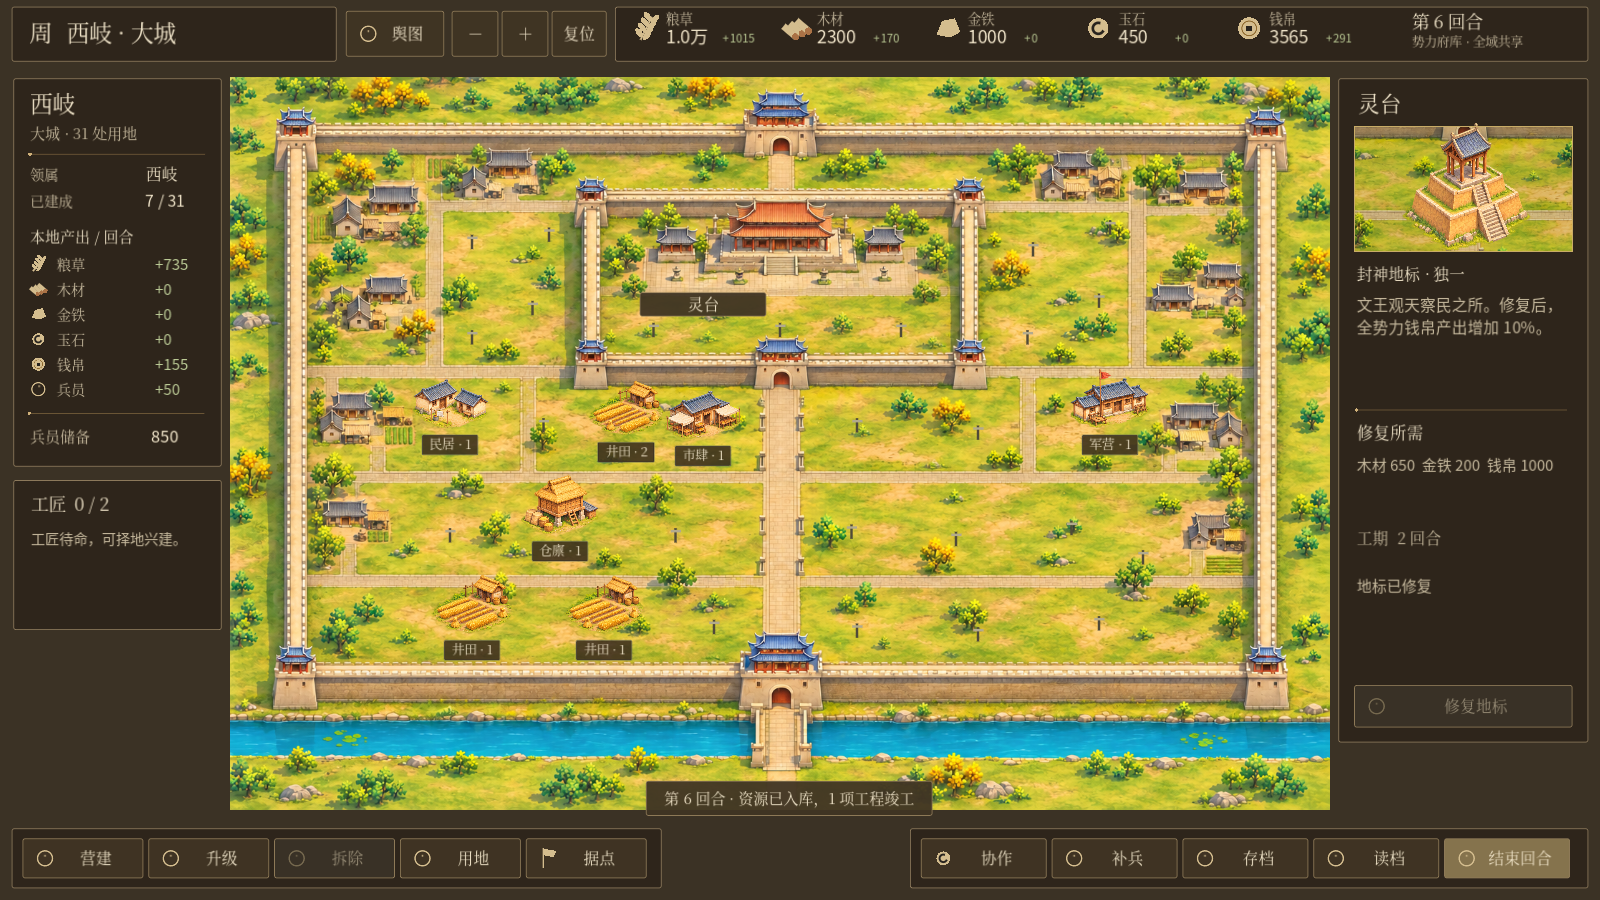 周 西岐·大城
舆图
−
+
复位
粮草
1.0万 +1015
木材
2300 +170
金铁
1000 +0
玉石
450 +0
钱帛
3565 +291
第 6 回合
势力府库·全域共享
西岐
大城·31 处用地
领属 西岐
已建成 7 / 31
本地产出 / 回合
粮草 +735
木材 +0
金铁 +0
玉石 +0
钱帛 +155
兵员 +50
兵员储备 850
工匠 0 / 2
工匠待命，可择地兴建。
灵台
民居·1
井田·2
市肆·1
军营·1
仓廪·1
井田·1
井田·1
第 6 回合·资源已入库，1 项工程竣工
灵台
封神地标·独一
文王观天察民之所。修复后，
全势力钱帛产出增加 10%。
修复所需
木材 650 金铁 200 钱帛 1000
工期 2 回合
地标已修复
修复地标
营建
升级
拆除
用地
据点
协作
补兵
存档
读档
结束回合